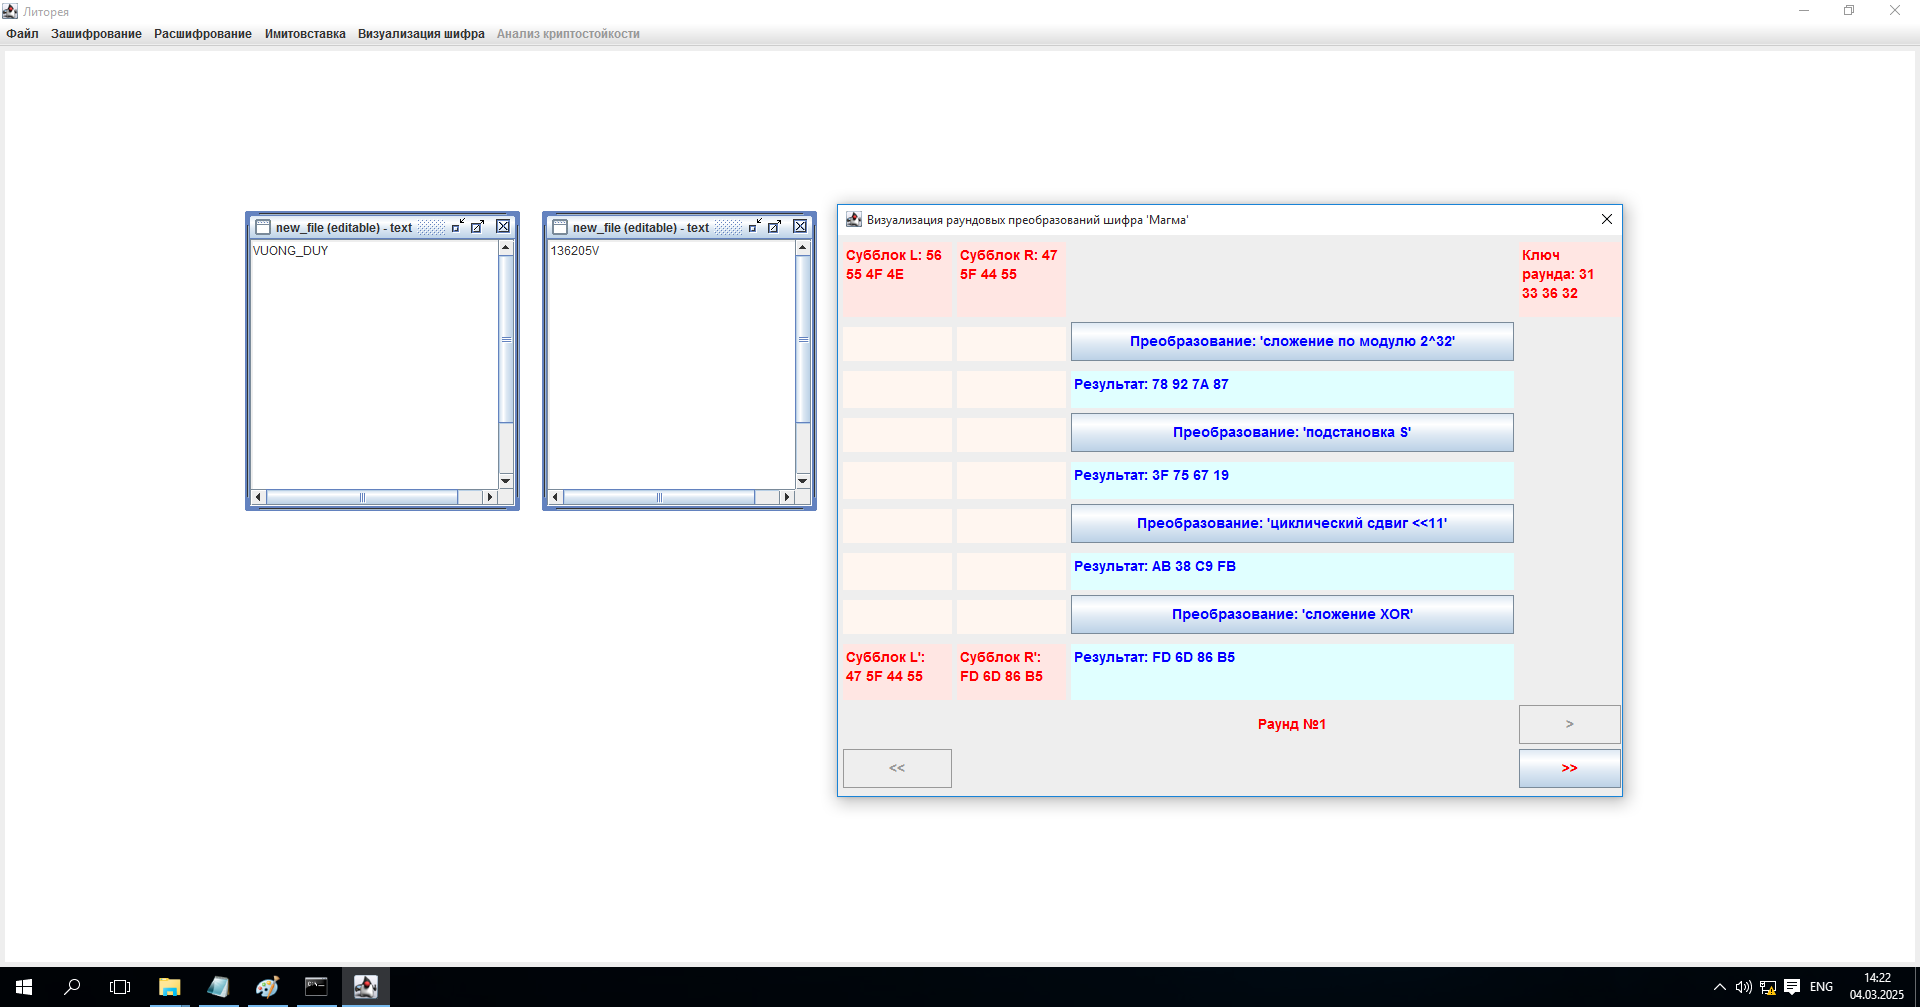 Литорея
Файл Зашифрование Расшифрование Имитовставка Визуализация шифра Анализ криптостойкости
new_file (editable) - text
VUONG_DUY
new_file (editable) - text
136205V
Визуализация раундовых преобразований шифра 'Магма'
Субблок L: 56
55 4F 4E
Субблок R: 47
5F 44 55
Ключ
раунда: 31
33 36 32
Преобразование: 'сложение по модулю 2^32'
Результат: 78 92 7A 87
Преобразование: 'подстановка S'
Результат: 3F 75 67 19
Преобразование: 'циклический сдвиг <<11'
Результат: AB 38 C9 FB
Преобразование: 'сложение XOR'
Субблок L':
47 5F 44 55
Субблок R':
FD 6D 86 B5
Результат: FD 6D 86 B5
Раунд №1
>
<<
>>
ENG
14:22
04.03.2025